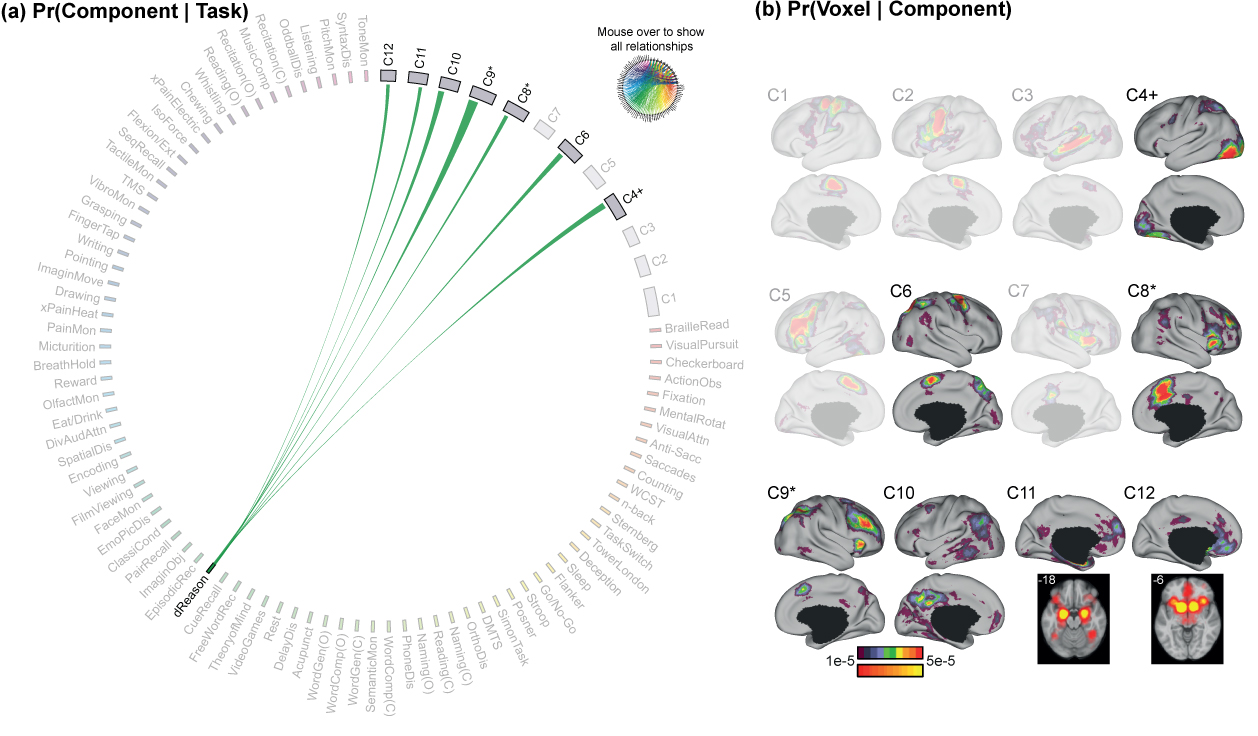 (a) Pr(Component | Task)
(b) Pr(Voxel | Component)
Mouse over to show
all relationships
C12
C11
C10
C9*
C8*
C7
C6
C5
C4+
C3
C2
C1
BrailleRead
VisualPursuit
Checkerboard
ActionObs
Fixation
MentalRotat
VisualAttn
Anti-Sacc
Saccades
Counting
WCST
n-back
Sternberg
TaskSwitch
TowerLondon
Deception
Sleep
Flanker
Go/No-Go
Stroop
Posner
SimonTask
DMTS
OrthoDis
Naming(C)
Reading(C)
Naming(O)
PhoneDis
WordComp(C)
SemanticMon
WordGen(C)
WordComp(O)
WordGen(O)
Acupunct
DelayDis
Rest
VideoGames
TheoryofMind
FreeWordRec
CueRecall
dReason
EpisodicRec
ImaginObj
PairRecall
ClassicCond
EmoPicDis
FaceMon
FilmViewing
Viewing
Encoding
SpatialDis
DivAudAttn
Eat/Drink
OlfactMon
Reward
BreathHold
Micturition
PainMon
xPainHeat
Drawing
ImaginMove
Pointing
Writing
FingerTap
Grasping
VibroMon
TMS
TactileMon
SeqRecall
FlexionExt
IsoForce
xPainElectric
Chewing
Whistling
Reading(O)
Recitation(O)
MusicComp
Recitation(C)
OddballDis
Listening
PitchMon
SyntaxDis
ToneMon
C1
C2
C3
C4+
C5
C6
C7
C8*
C9*
C10
C11
C12
-18
-6
1e-5
5e-5